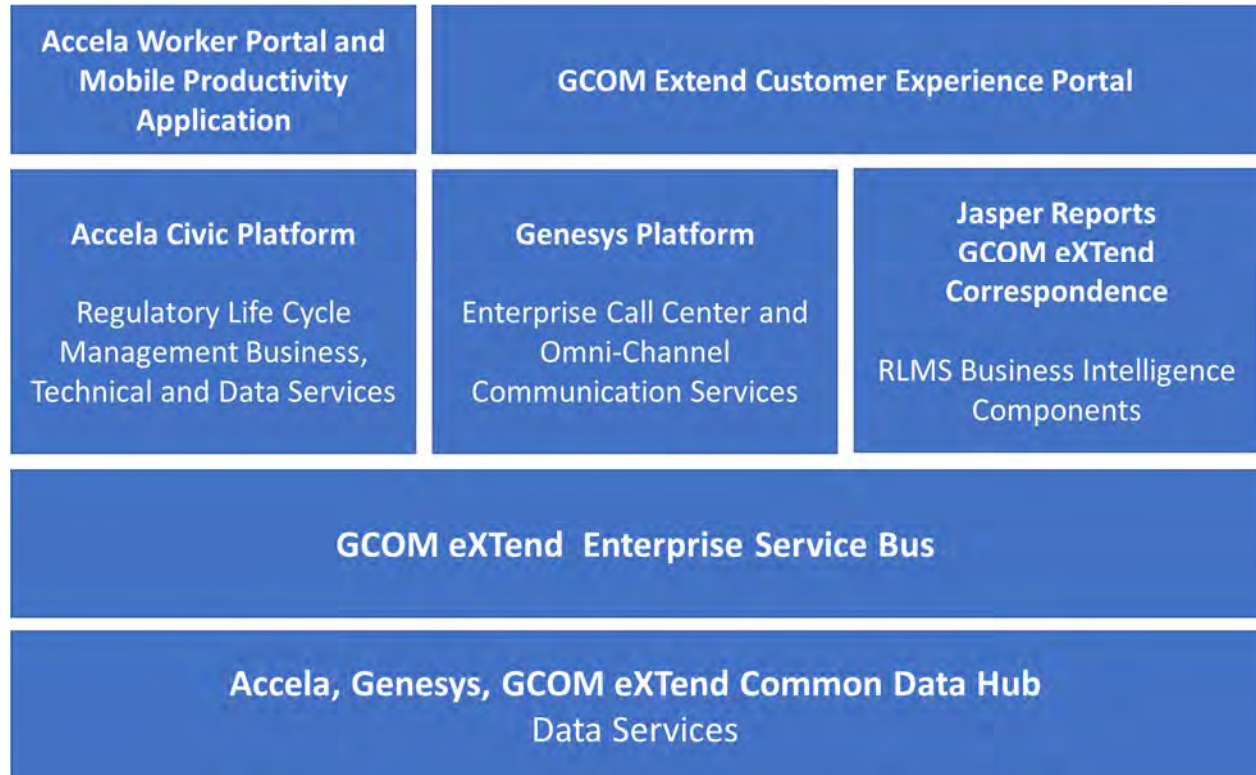 Accela Worker Portal and
Mobile Productivity
Application
GCOM Extend Customer Experience Portal
Accela Civic Platform
Regulatory Life Cycle
Management Business,
Technical and Data Services
Genesys Platform
Enterprise Call Center and
Omni-Channel
Communication Services
Jasper Reports
GCOM eXTend
Correspondence
RLMS Business Intelligence
Components
GCOM eXTend  Enterprise Service Bus
Accela, Genesys, GCOM eXTend Common Data Hub
Data Services